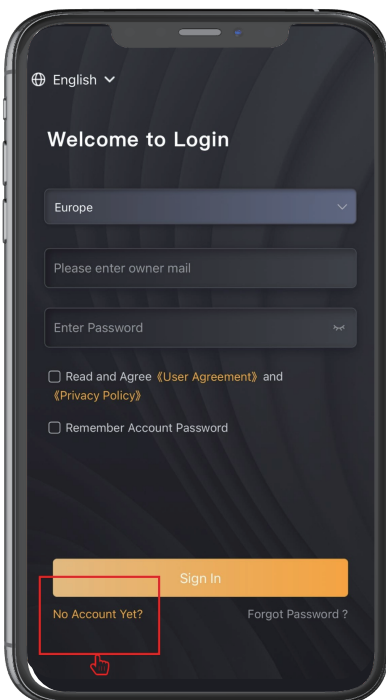 English
Welcome to Login
Europe
Please enter owner mail
Enter Password
Read and Agree 《User Agreement》 and
《Privacy Policy》
Remember Account Password
Sign In
No Account Yet? Forgot Password ?